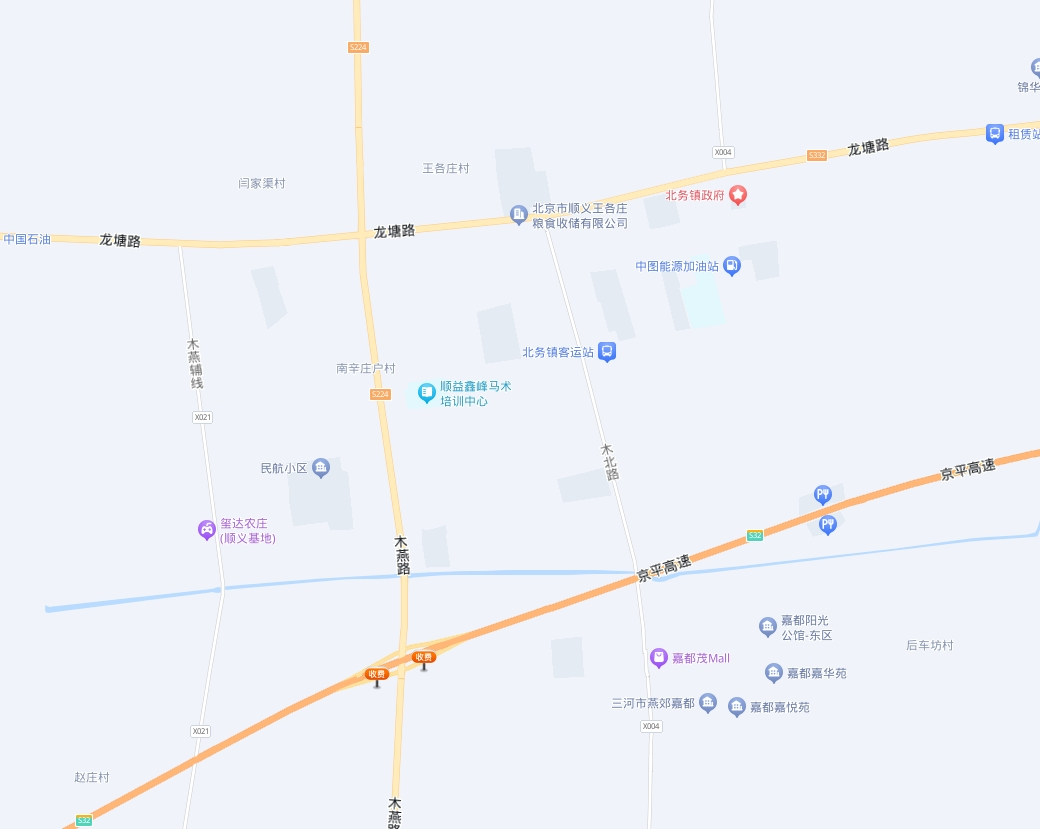 S224
锦华
X004
S332
龙塘路
租赁站
王各庄村
闫家渠村
北务镇政府
北京市顺义王各庄
粮食收储有限公司
中国石油
龙塘路
龙塘路
中图能源加油站
木燕辅线
北务镇客运站
南辛庄户村
S224
顺益鑫峰马术
培训中心
X021
木北路
民航小区
京平高速
P
P
玺达农庄
(顺义基地)
S32
木燕路
京平高速
嘉都阳光
公馆-东区
后车坊村
收费
嘉都茂Mall
收费
嘉都嘉华苑
三河市燕郊嘉都
嘉都嘉悦苑
X004
X021
赵庄村
木燕路
S32